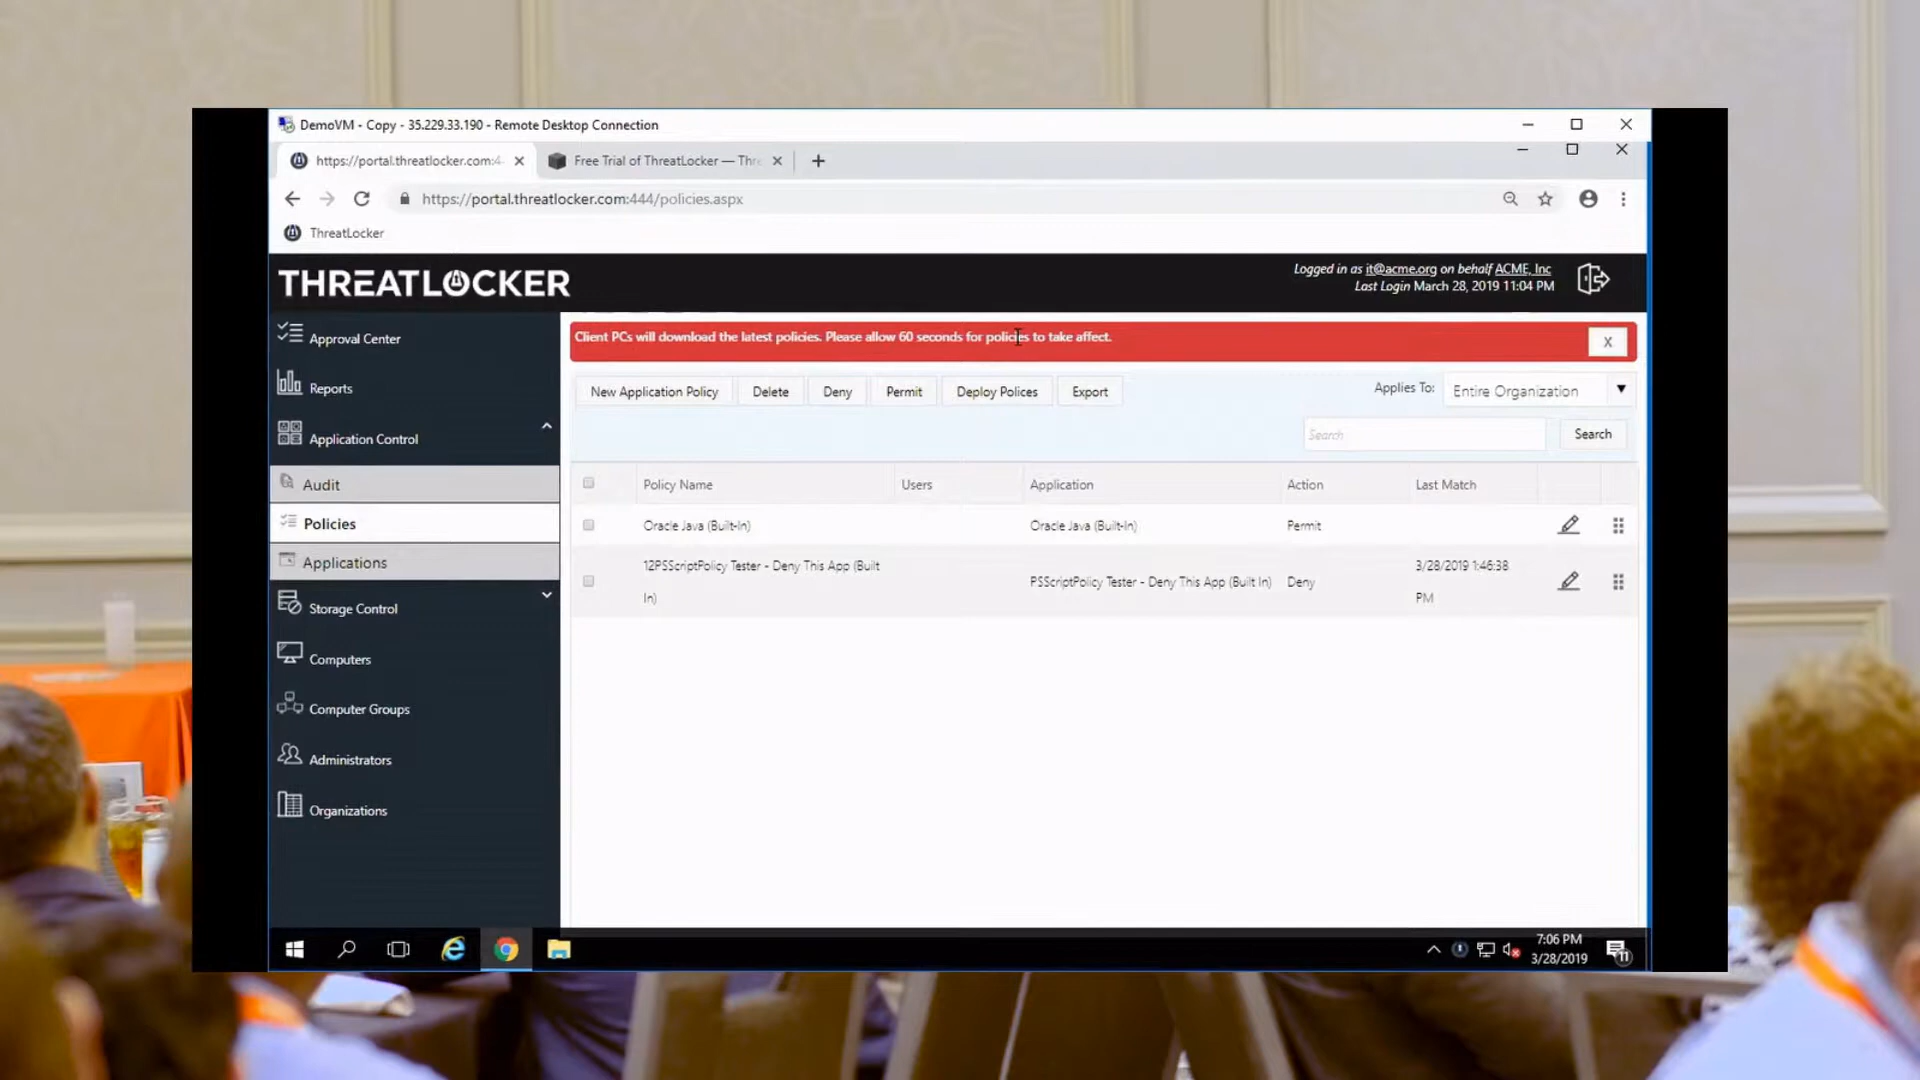 DemoVM - Copy - 35.229.33.190 - Remote Desktop Connection
https://portal.threatlocker.com:4
Free Trial of ThreatLocker — Thr
https://portal.threatlocker.com:444/policies.aspx
ThreatLocker
THREATLOCKER
Logged in as it@acme.org on behalf ACME, Inc
Last Login March 28, 2019 11:04 PM
Approval Center
Reports
Application Control
Audit
Policies
Applications
Storage Control
Computers
Computer Groups
Administrators
Organizations
Client PCs will download the latest policies. Please allow 60 seconds for policies to take affect.
X
New Application Policy
Delete
Deny
Permit
Deploy Polices
Export
Applies To:
Entire Organization
Search
Search
Policy Name
Users
Application
Action
Last Match
Oracle Java (Built-In)
Oracle Java (Built-In)
Permit
12PSScriptPolicy Tester - Deny This App (Built
In)
PSScriptPolicy Tester - Deny This App (Built In)
Deny
3/28/2019 1:46:38
PM
7:06 PM
3/28/2019
11